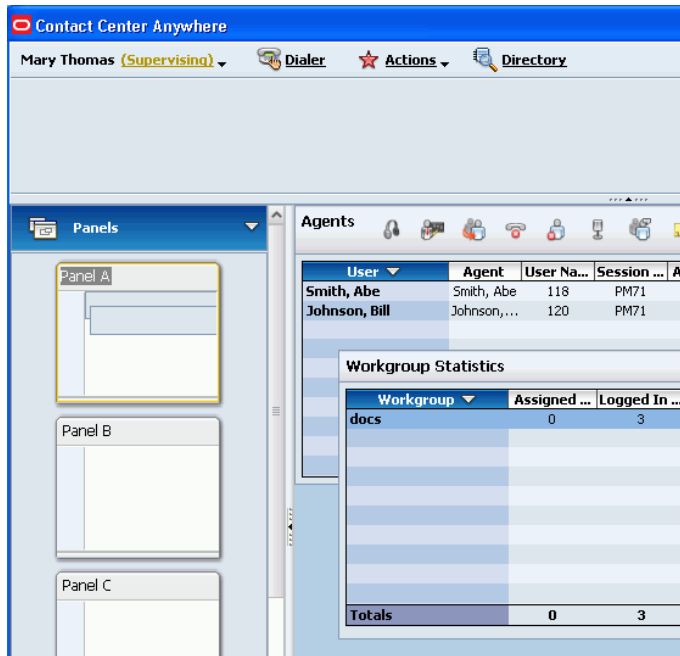 Contact Center Anywhere
Mary Thomas (Supervising) Dialer Actions Directory
Panels
Panel A
Panel B
Panel C
Agents
User Agent User Na... Session ... A
Smith, Abe Smith, Abe 118 PM71
Johnson, Bill Johnson,... 120 PM71
Workgroup Statistics
Workgroup Assigned ... Logged In ...
docs 0 3
Totals 0 3